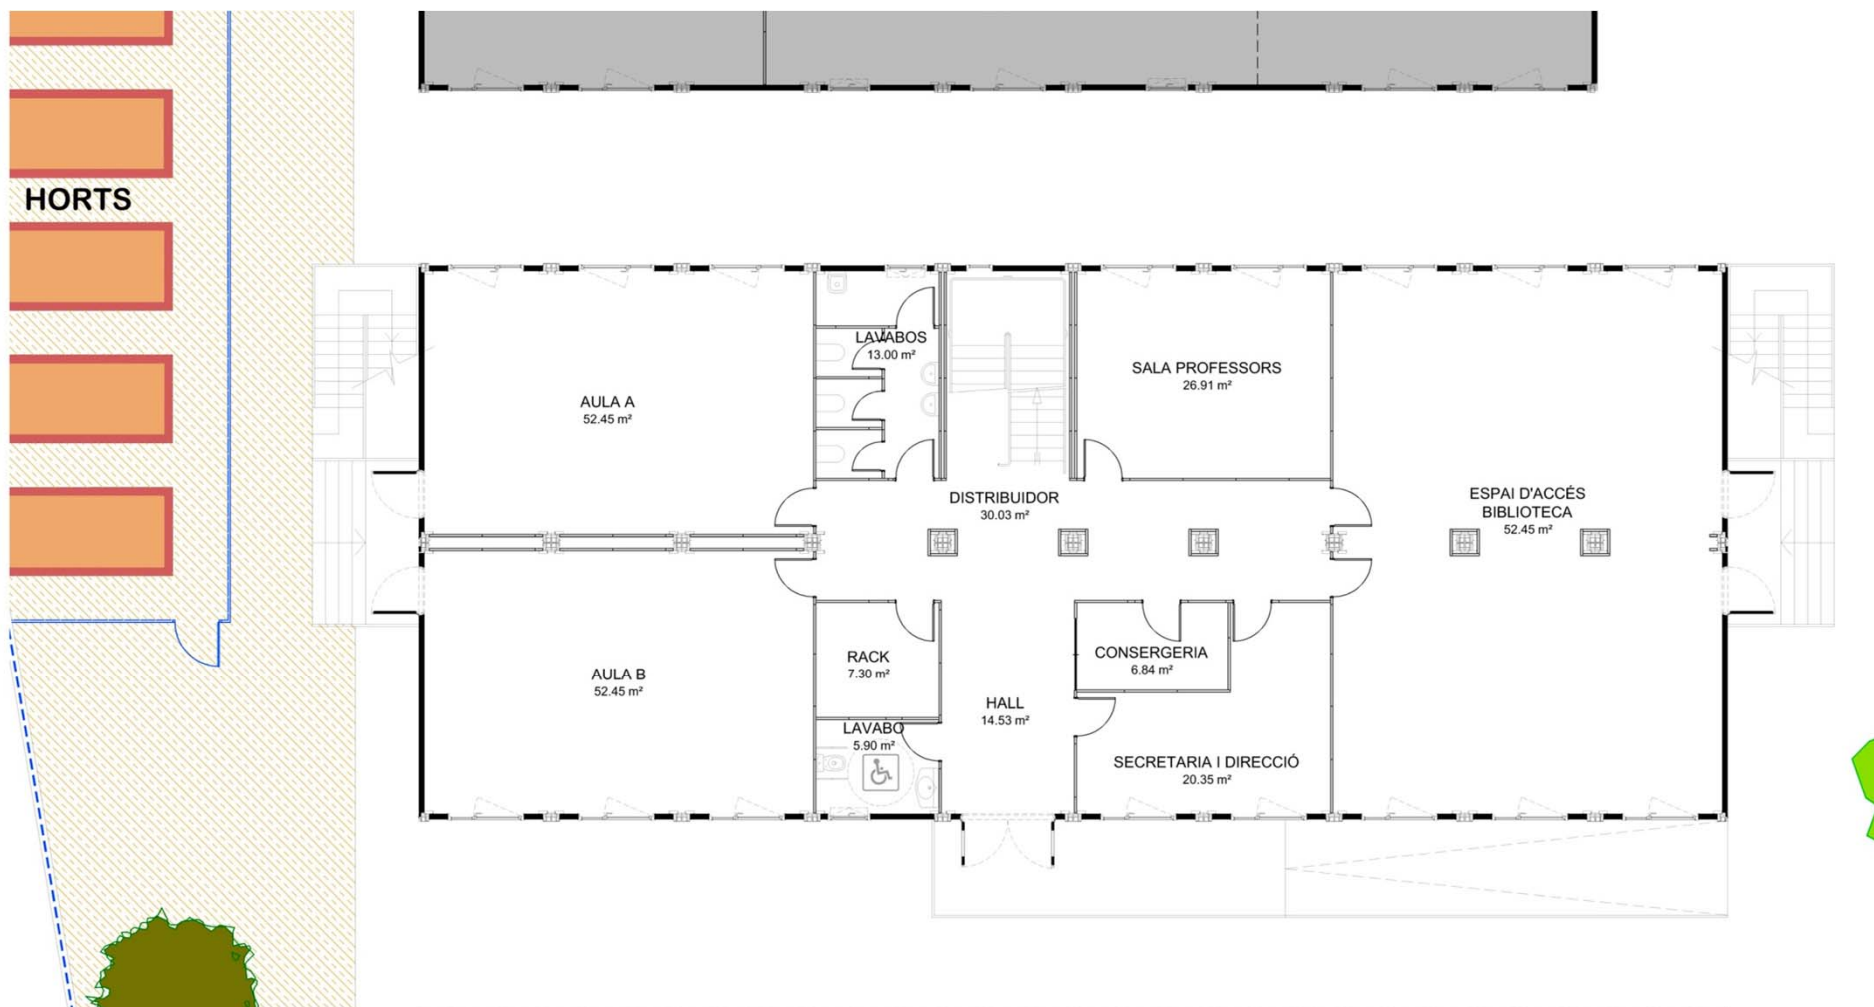 HORTS
AULA A
52.45 m²
LAVABOS
13.00 m²
SALA PROFESSORS
26.91 m²
DISTRIBUIDOR
30.03 m²
ESPAI D'ACCÉS
BIBLIOTECA
52.45 m²
AULA B
52.45 m²
RACK
7.30 m²
CONSERGERIA
6.84 m²
HALL
14.53 m²
LAVABO
5.90 m²
SECRETARIA I DIRECCIÓ
20.35 m²